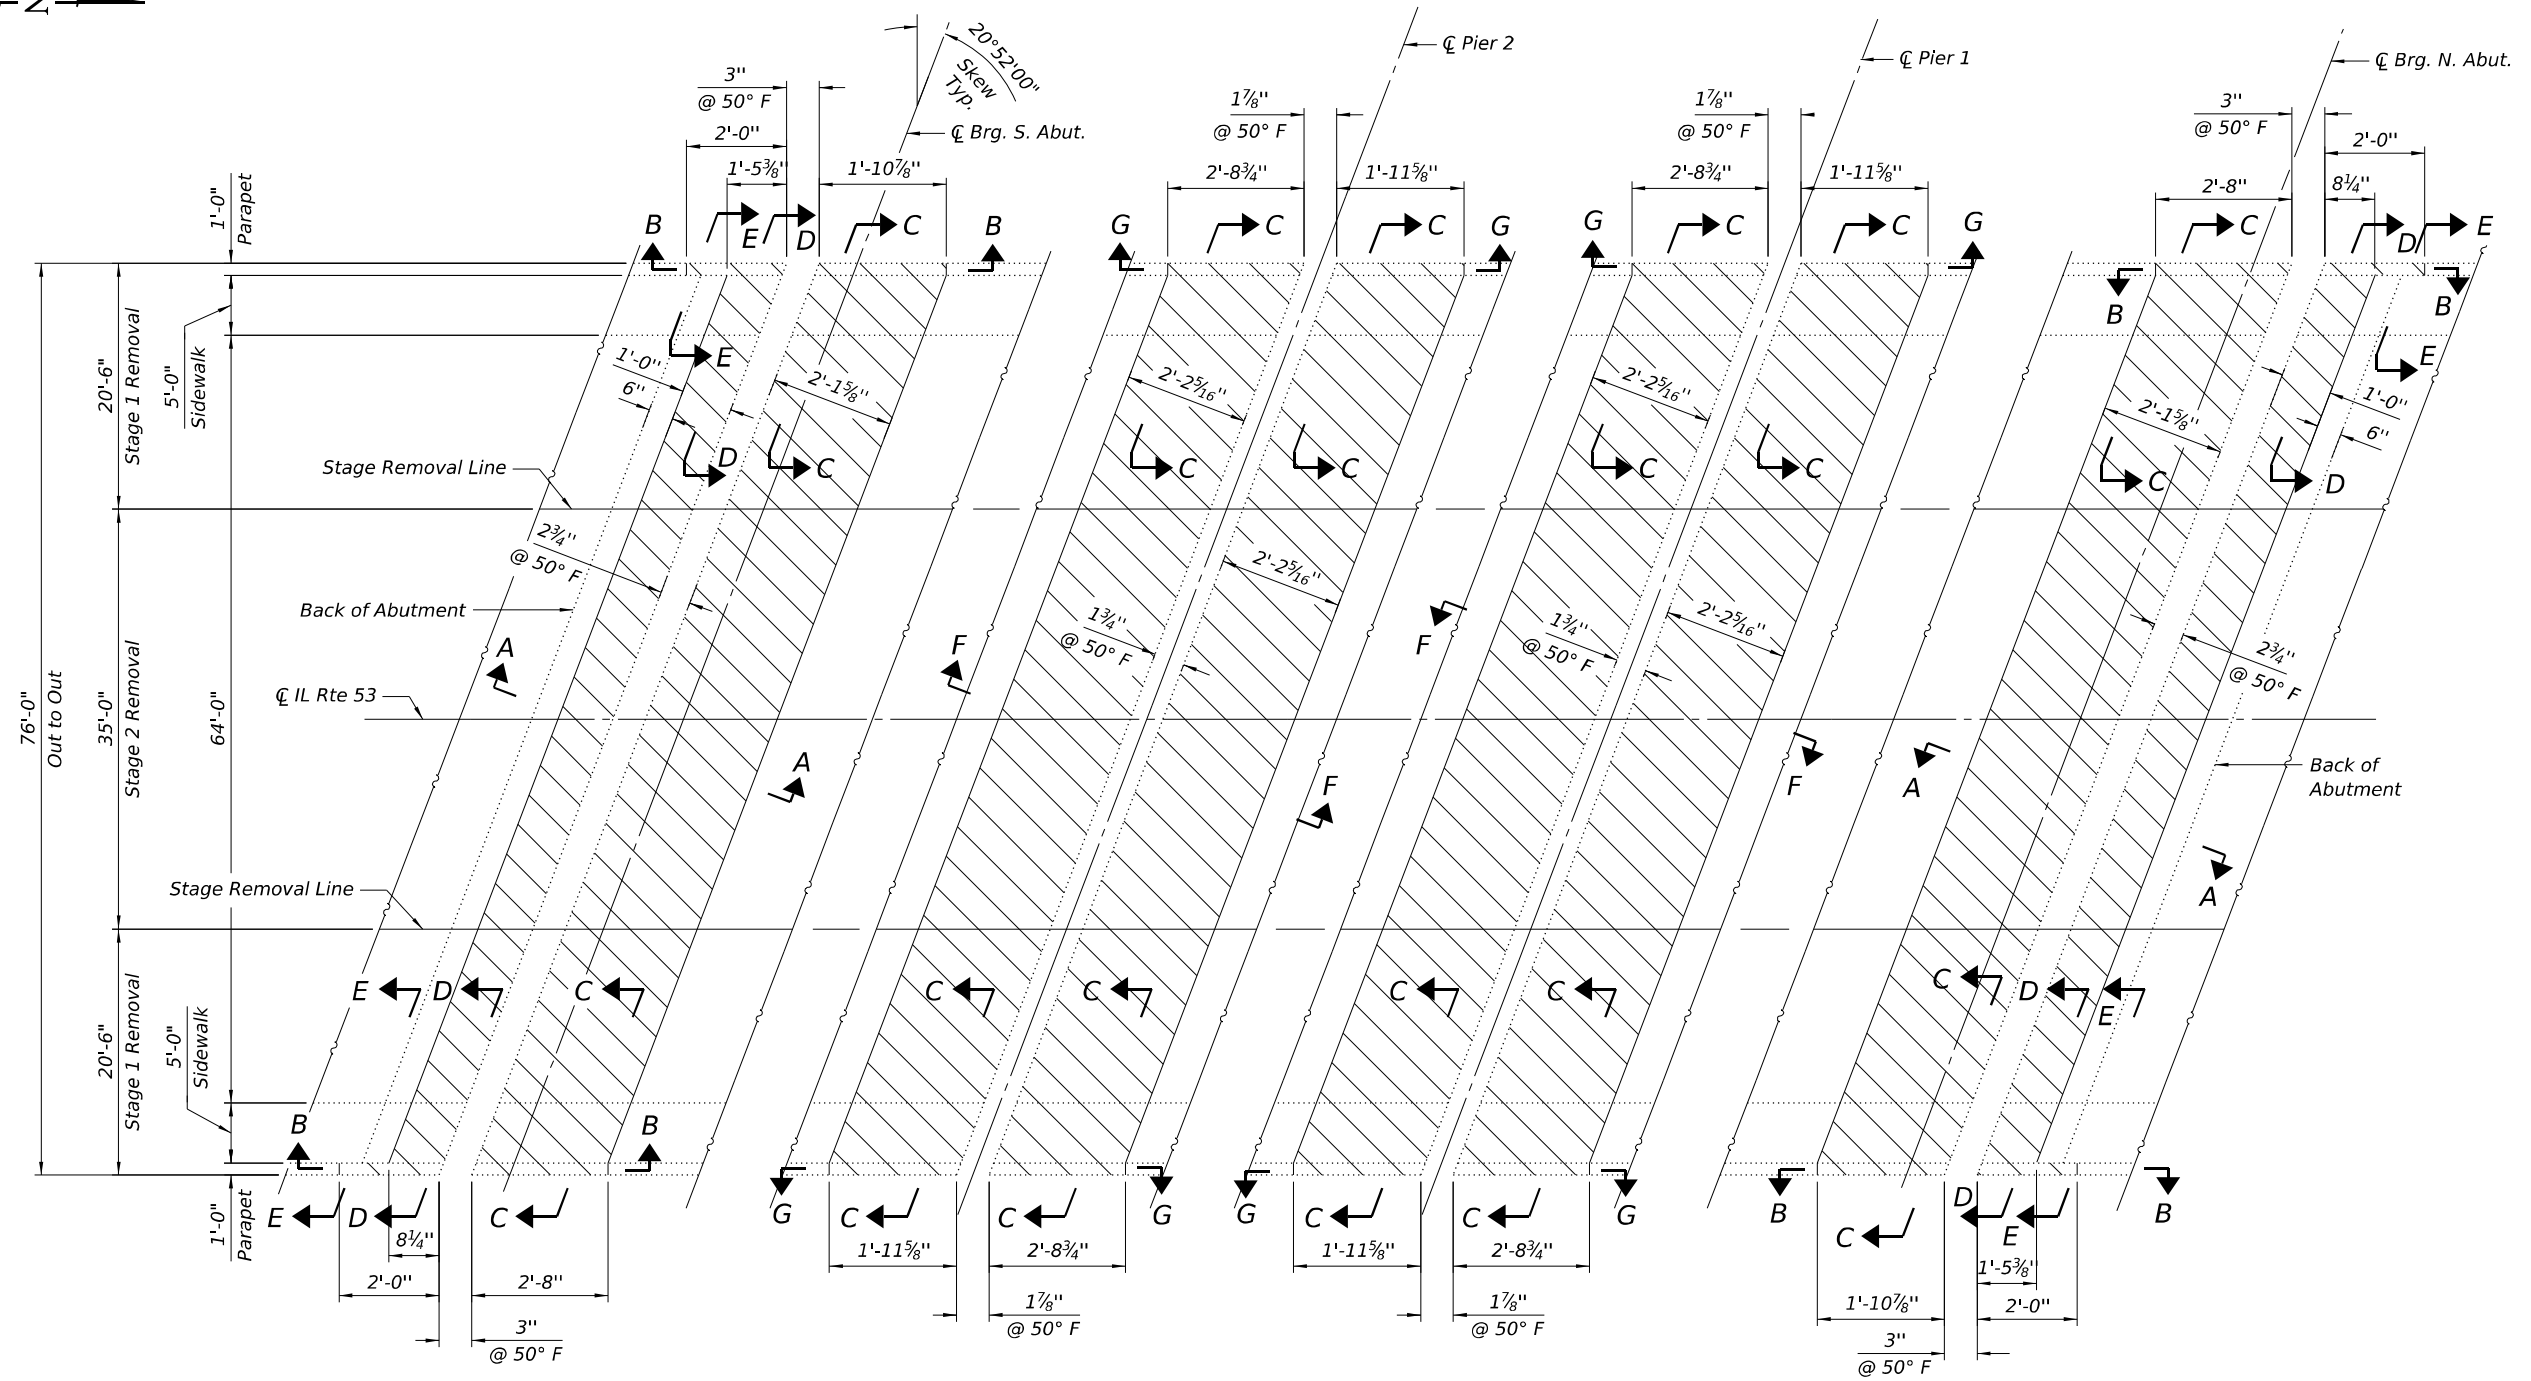 N
20°52'00"
Skew
Typ.
℄ Pier 2
℄ Pier 1
℄ Brg. N. Abut.
℄ Brg. S. Abut.
3"
@ 50° F
2'-0"
1'-5⅜"
1'-10⅞"
1⅞"
@ 50° F
2'-8¾"
1'-11⅝"
1⅞"
@ 50° F
2'-8¾"
1'-11⅝"
3"
@ 50° F
2'-0"
2'-8"
8¼"
1'-0"
Parapet
B E D C B G C C G G C C G C D E
B B
76'-0"
Out to Out
20'-6"
Stage 1 Removal
5'-0"
Sidewalk
E E
1'-0"
6"
2'-1⅝"
2'-2⁵⁄₁₆"
2'-2⁵⁄₁₆"
2'-1⅝"
1'-0"
6"
D C C C C C C D
Stage Removal Line
2¾"
@ 50° F
2'-2⁵⁄₁₆"
2'-2⁵⁄₁₆"
Back of Abutment
35'-0"
Stage 2 Removal
64'-0"
1¾"
@ 50° F
1¾"
@ 50° F
2¾"
@ 50° F
A F F
℄ IL Rte 53
A F F A
Back of
Abutment
A
Stage Removal Line
20'-6"
Stage 1 Removal
5'-0"
Sidewalk
E D C C C C C C D E
B B
1'-0"
Parapet
E D C G C C G G C C G B C D E B
8¼"
2'-0"
2'-8"
3"
@ 50° F
1'-11⅝"
2'-8¾"
1⅞"
@ 50° F
1'-11⅝"
2'-8¾"
1⅞"
@ 50° F
1'-5⅜"
1'-10⅞"
2'-0"
3"
@ 50° F